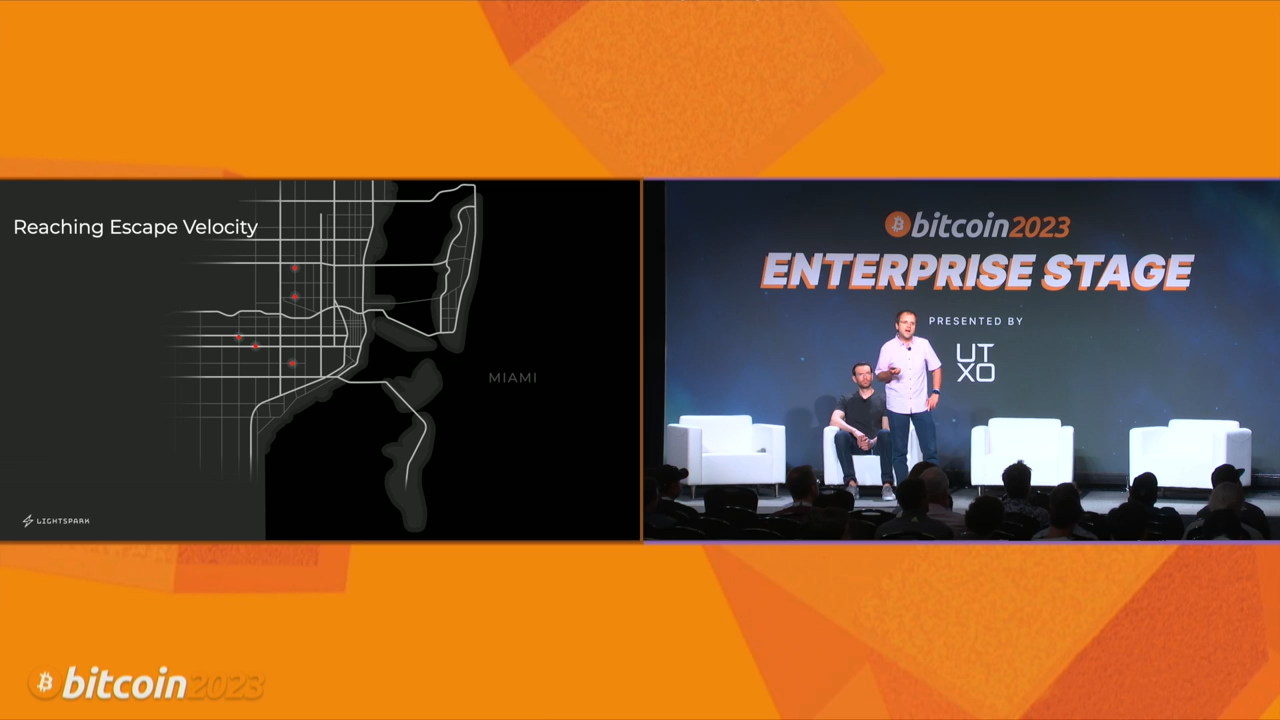 Reaching Escape Velocity
MIAMI
LIGHTSPARK
bitcoin2023
ENTERPRISE STAGE
PRESENTED BY
UT
XO
bitcoin2023